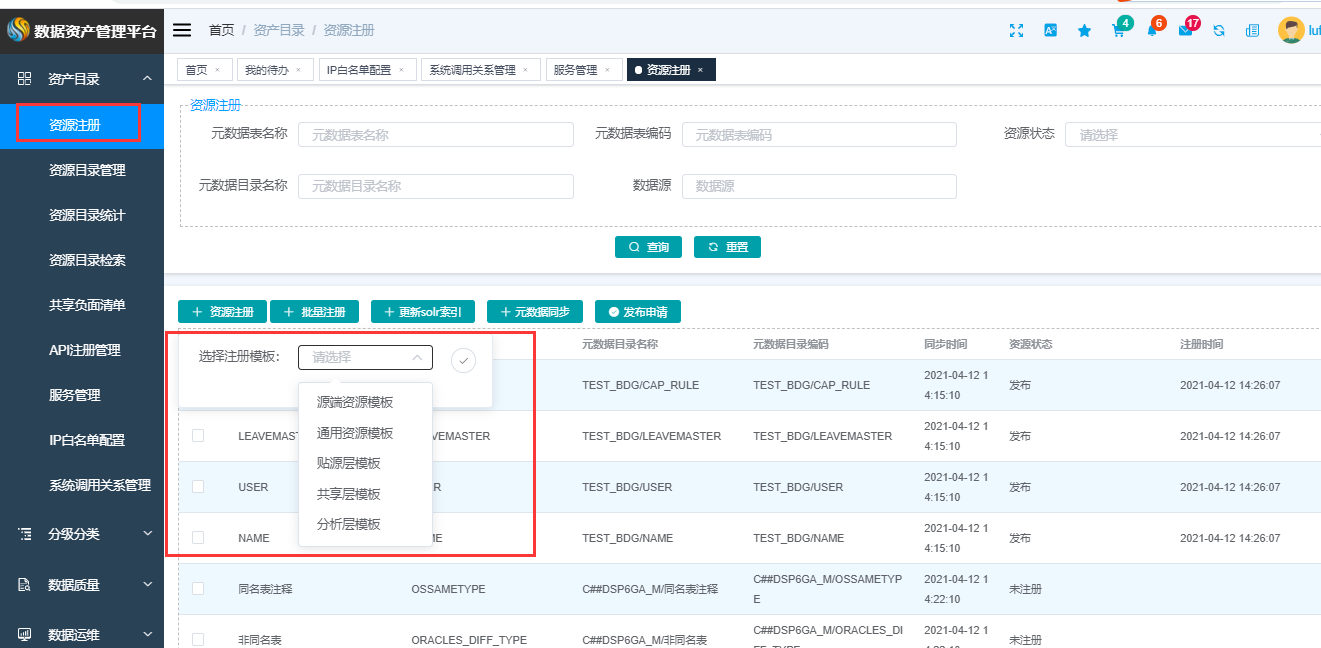 数据资产管理平台
首页 / 资产目录 / 资源注册
4
6
17
资产目录
资源注册
资源目录管理
资源目录统计
资源目录检索
共享负面清单
API注册管理
服务管理
IP白名单配置
系统调用关系管理
分级分类
数据质量
数据运维
首页 ×
我的待办 ×
IP白名单配置 ×
系统调用关系管理 ×
服务管理 ×
资源注册 ×
资源注册
元数据表名称 元数据表名称
元数据表编码 元数据表编码
资源状态 请选择
元数据目录名称 元数据目录名称
数据源 数据源
查询
重置
资源注册
批量注册
更新solr索引
元数据同步
发布申请
选择注册模板: 请选择
源端资源模板
通用资源模板
贴源层模板
共享层模板
分析层模板
元数据目录名称 元数据目录编码 同步时间 资源状态 注册时间
TEST_BDG/CAP_RULE TEST_BDG/CAP_RULE 2021-04-12 1
4:15:10 发布 2021-04-12 14:26:07
LEAVEMAST VEMASTER TEST_BDG/LEAVEMASTER TEST_BDG/LEAVEMASTER 2021-04-12 1
4:15:10 发布 2021-04-12 14:26:07
USER R TEST_BDG/USER TEST_BDG/USER 2021-04-12 1
4:15:10 发布 2021-04-12 14:26:07
NAME ME TEST_BDG/NAME TEST_BDG/NAME 2021-04-12 1
4:15:10 发布 2021-04-12 14:26:07
同名表注释 OSSAMETYPE C##DSP6GA_M/同名表注释 C##DSP6GA_M/OSSAMETYP
E 2021-04-12 1
4:22:10 未注册
非同名表 ORACLES_DIFF_TYPE C##DSP6GA_M/非同名表 C##DSP6GA_M/ORACLES_DI
2021-04-12 1
未注册